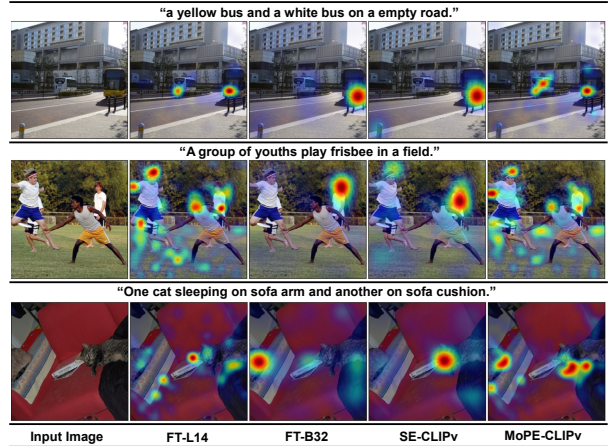 “a yellow bus and a white bus on a empty road.”
“A group of youths play frisbee in a field.”
“One cat sleeping on sofa arm and another on sofa cushion.”
Input Image FT-L14 FT-B32 SE-CLIPv MoPE-CLIPv